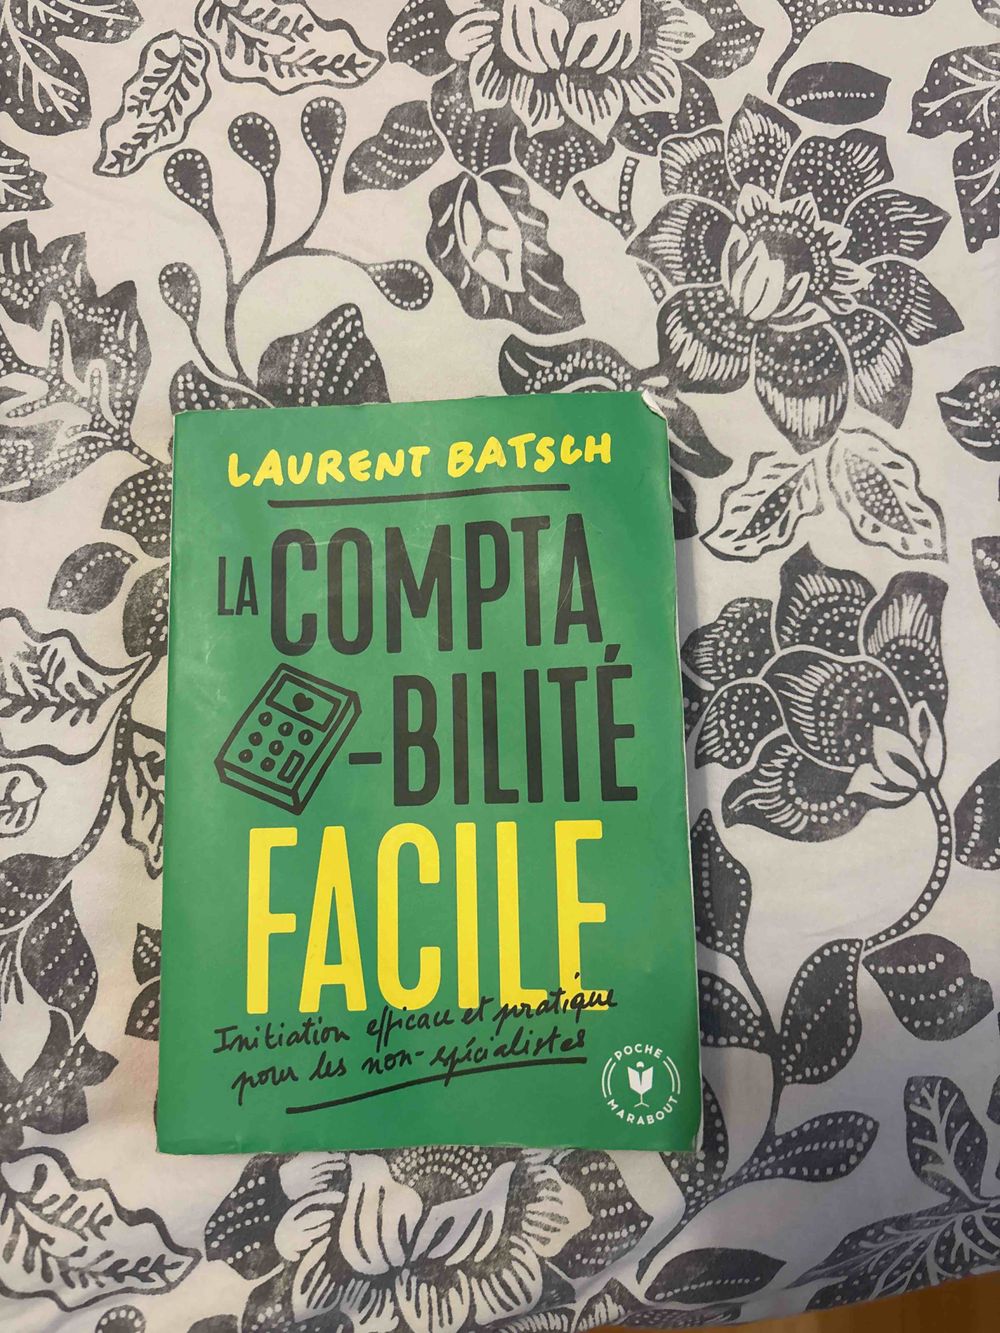 LAURENT BATSCH
LA COMPTA
-BILITÉ
FACILE
Initiation efficace et pratique
pour les non-spécialistes
POCHE
MARABOUT